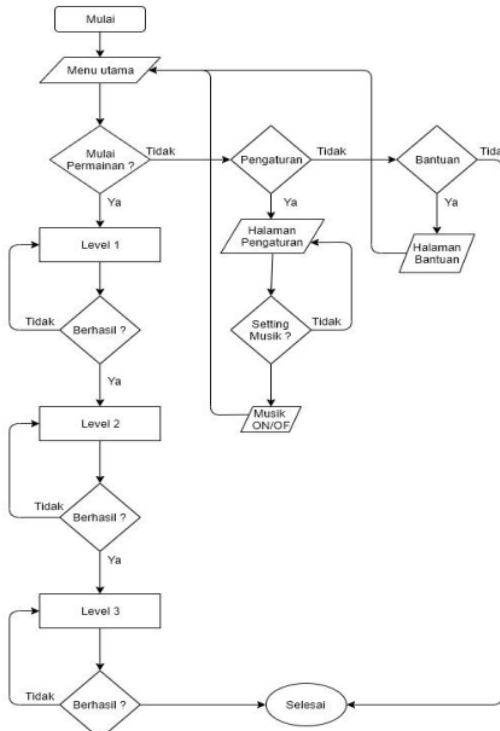 Mulai
Menu utama
Mulai
Permainan ?
Tidak
Pengaturan
Tidak
Bantuan
Ya
Ya
Ya
Level 1
Halaman
Pengaturan
Halaman
Bantuan
Tidak
Berhasil ?
Setting
Musik ?
Tidak
Ya
Level 2
Musik
ON/OF
Tidak
Berhasil ?
Ya
Level 3
Tidak
Berhasil ?
Selesai